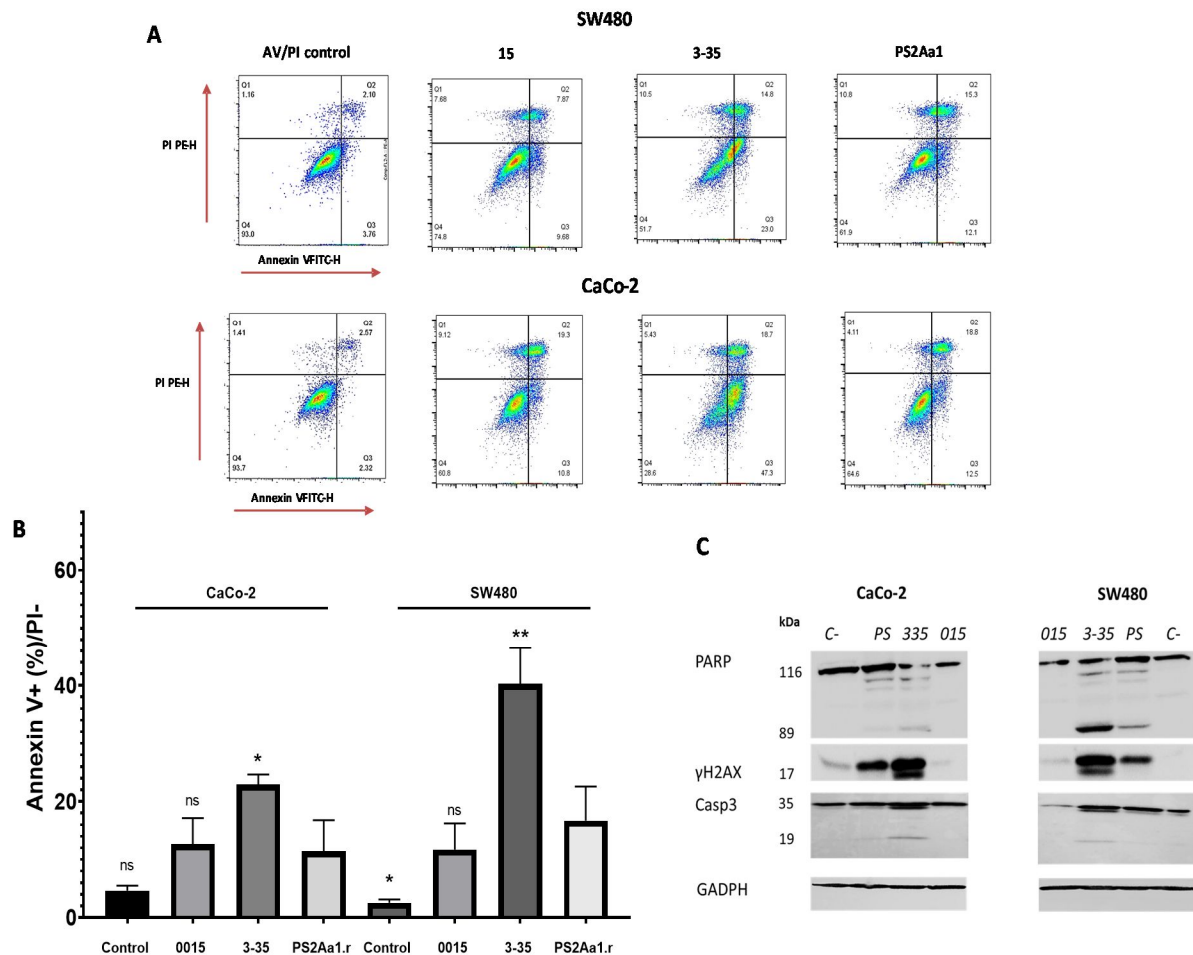 SW480
A
AV/PI control 15 3-35 PS2Aa1
Q1 1.16 Q2 2.10 Q4 93.0 Q3 3.76
Q1 7.68 Q2 7.87 Q4 74.8 Q3 9.68
Q1 10.5 Q2 14.8 Q4 51.7 Q3 23.0
Q1 10.8 Q2 15.3 Q4 61.9 Q3 12.1
PI PE-H
Annexin VFITC-H
CaCo-2
Q1 1.41 Q2 2.57 Q4 93.7 Q3 2.32
Q1 9.12 Q2 19.3 Q4 60.8 Q3 10.8
Q1 5.43 Q2 18.7 Q4 28.6 Q3 47.3
Q1 4.11 Q2 18.8 Q4 64.6 Q3 12.5
PI PE-H
Annexin VFITC-H
B
Annexin V+ (%)/PI-
60
40
20
0
CaCo-2 SW480
ns ns * * ns **
Control 0015 3-35 PS2Aa1.r Control 0015 3-35 PS2Aa1.r
C
CaCo-2 SW480
kDa
C- PS 335 015 015 3-35 PS C-
PARP
116
89
γH2AX
17
Casp3 35
19
GADPH